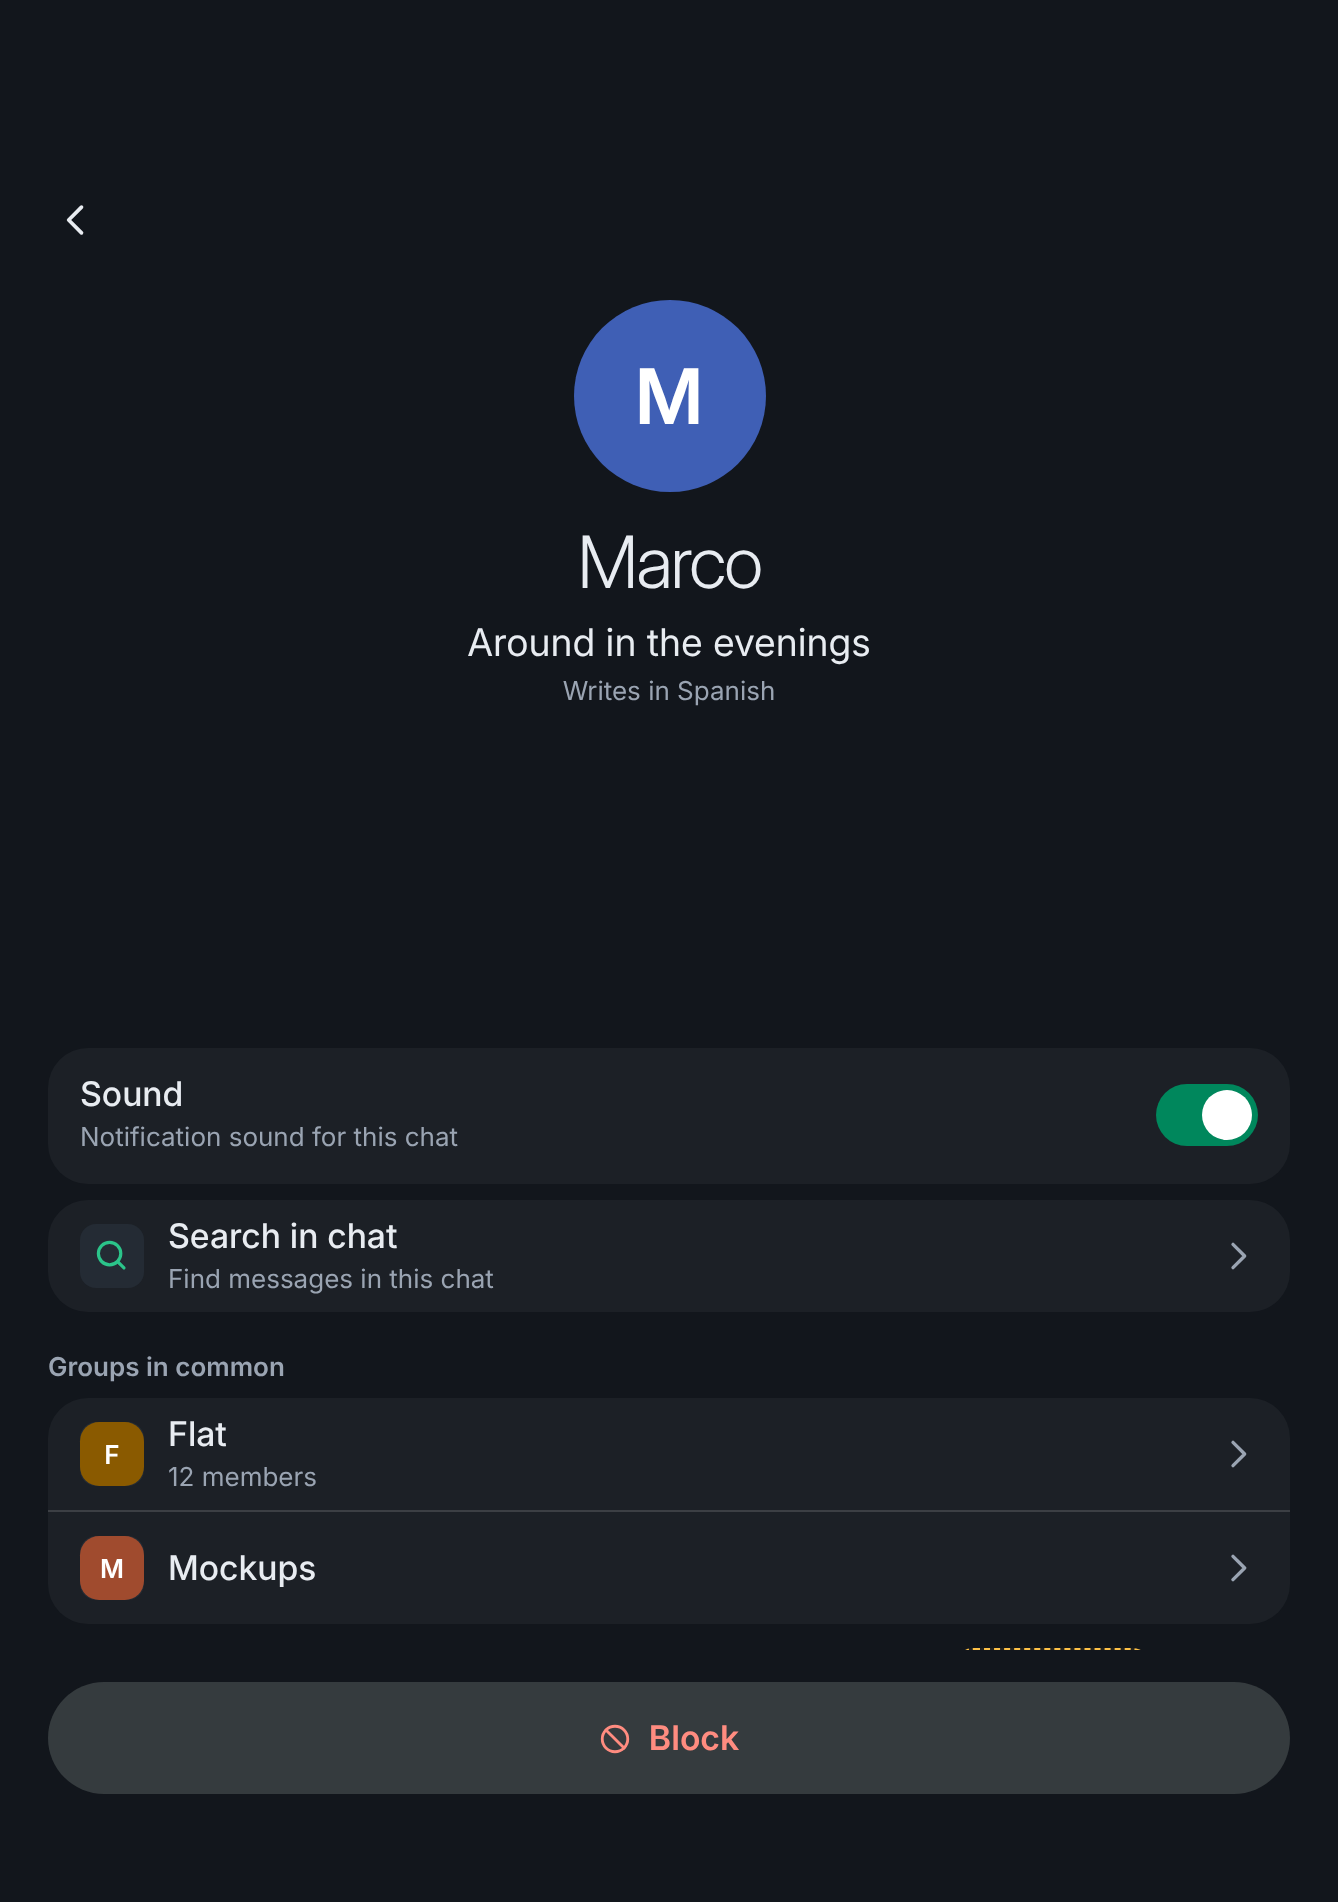 M
Marco
Around in the evenings
Writes in Spanish
Sound
Notification sound for this chat
Search in chat
Find messages in this chat
Groups in common
F
Flat
12 members
M
Mockups
Block